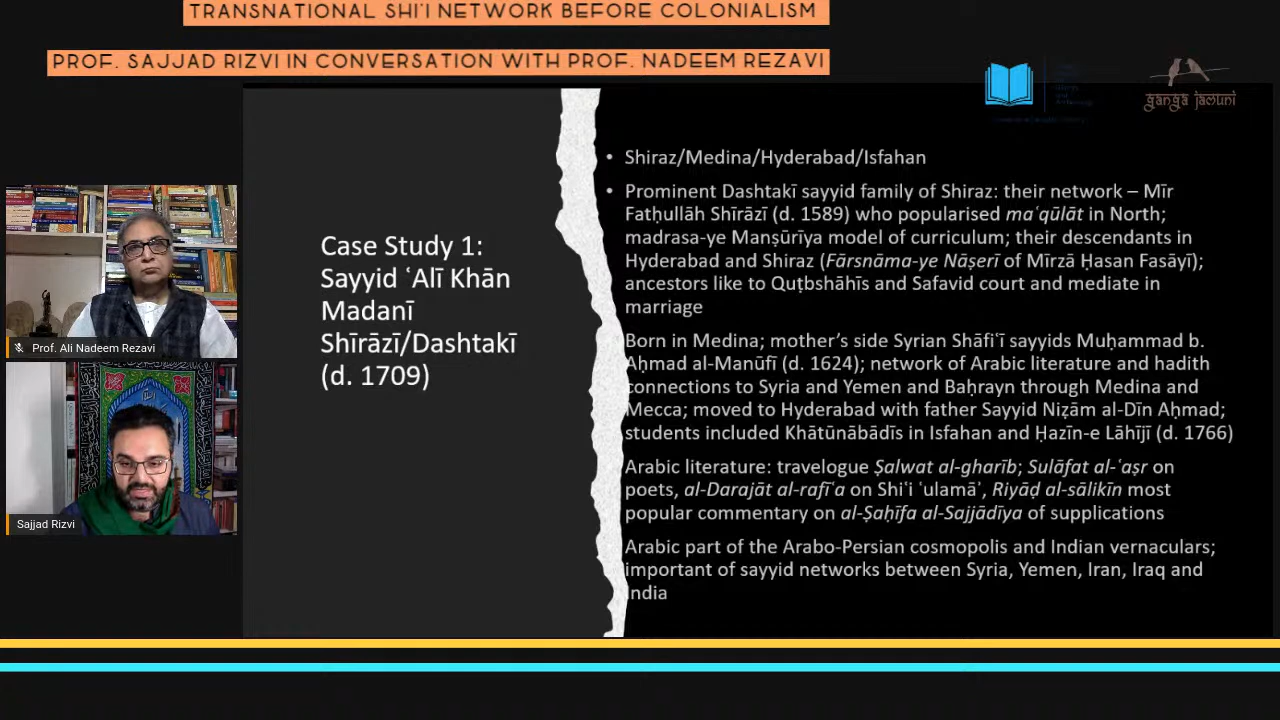 TRANSNATIONAL SHI'I NETWORK BEFORE COLONIALISM
PROF. SAJJAD RIZVI IN CONVERSATION WITH PROF. NADEEM REZAVI
ganga jamuni
Prof. Ali Nadeem Rezavi
Sajjad Rizvi
Case Study 1:
Sayyid ʿAlī Khān
Madanī
Shīrāzī/Dashtakī
(d. 1709)
• Shiraz/Medina/Hyderabad/Isfahan
• Prominent Dashtakī sayyid family of Shiraz: their network – Mīr
Fatḥullāh Shīrāzī (d. 1589) who popularised maʿqūlāt in North;
madrasa-ye Manṣūrīya model of curriculum; their descendants in
Hyderabad and Shiraz (Fārsnāma-ye Nāṣerī of Mīrzā Ḥasan Fasāyī);
ancestors like to Quṭbshāhīs and Safavid court and mediate in
marriage
Born in Medina; mother's side Syrian Shāfiʿī sayyids Muḥammad b.
Aḥmad al-Manūfī (d. 1624); network of Arabic literature and hadith
connections to Syria and Yemen and Baḥrayn through Medina and
Mecca; moved to Hyderabad with father Sayyid Niẓām al-Dīn Aḥmad;
students included Khātūnābādīs in Isfahan and Ḥazīn-e Lāhījī (d. 1766)
Arabic literature: travelogue Ṣalwat al-gharīb; Sulāfat al-ʿaṣr on
poets, al-Darajāt al-rafīʿa on Shiʿi ʿulamāʾ, Riyāḍ al-sālikīn most
popular commentary on al-Ṣaḥīfa al-Sajjādīya of supplications
Arabic part of the Arabo-Persian cosmopolis and Indian vernaculars;
important of sayyid networks between Syria, Yemen, Iran, Iraq and
India